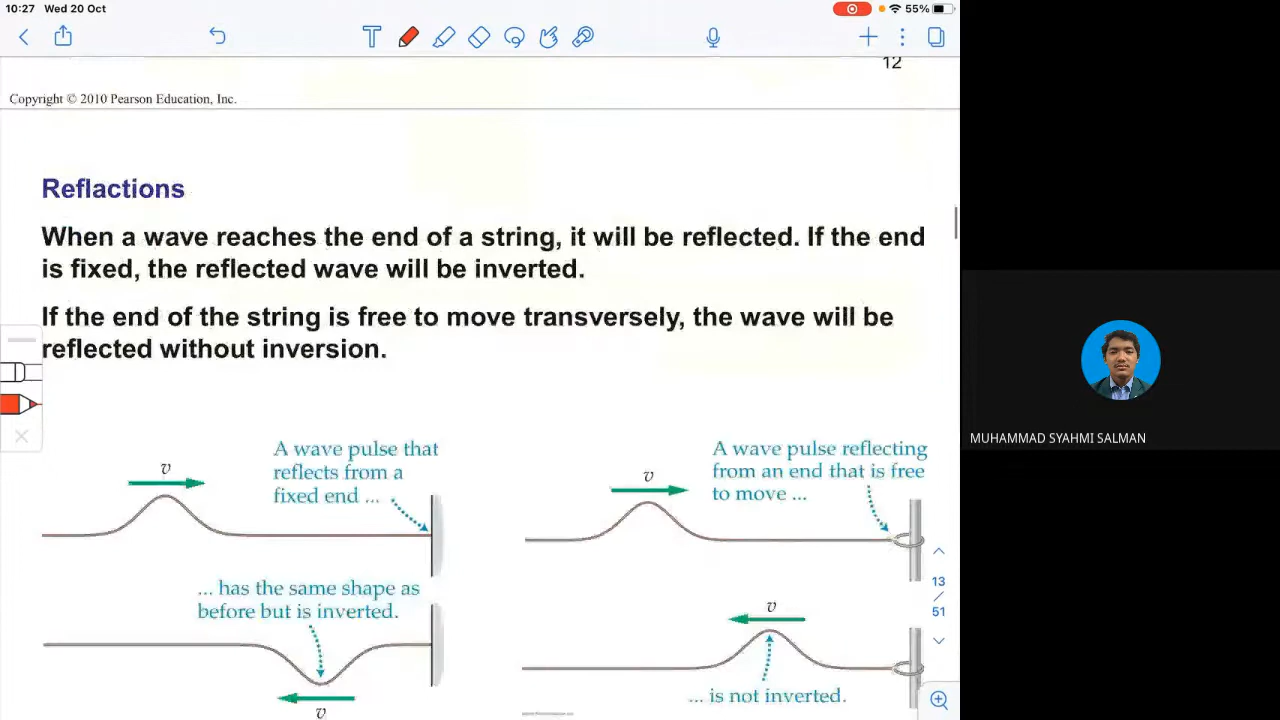 10:27 Wed 20 Oct
55%
12
Copyright © 2010 Pearson Education, Inc.
Reflactions
When a wave reaches the end of a string, it will be reflected. If the end
is fixed, the reflected wave will be inverted.
If the end of the string is free to move transversely, the wave will be
reflected without inversion.
A wave pulse that
reflects from a
fixed end ...
v
... has the same shape as
before but is inverted.
v
A wave pulse reflecting
from an end that is free
to move ...
v
v
... is not inverted.
13
/
51
MUHAMMAD SYAHMI SALMAN